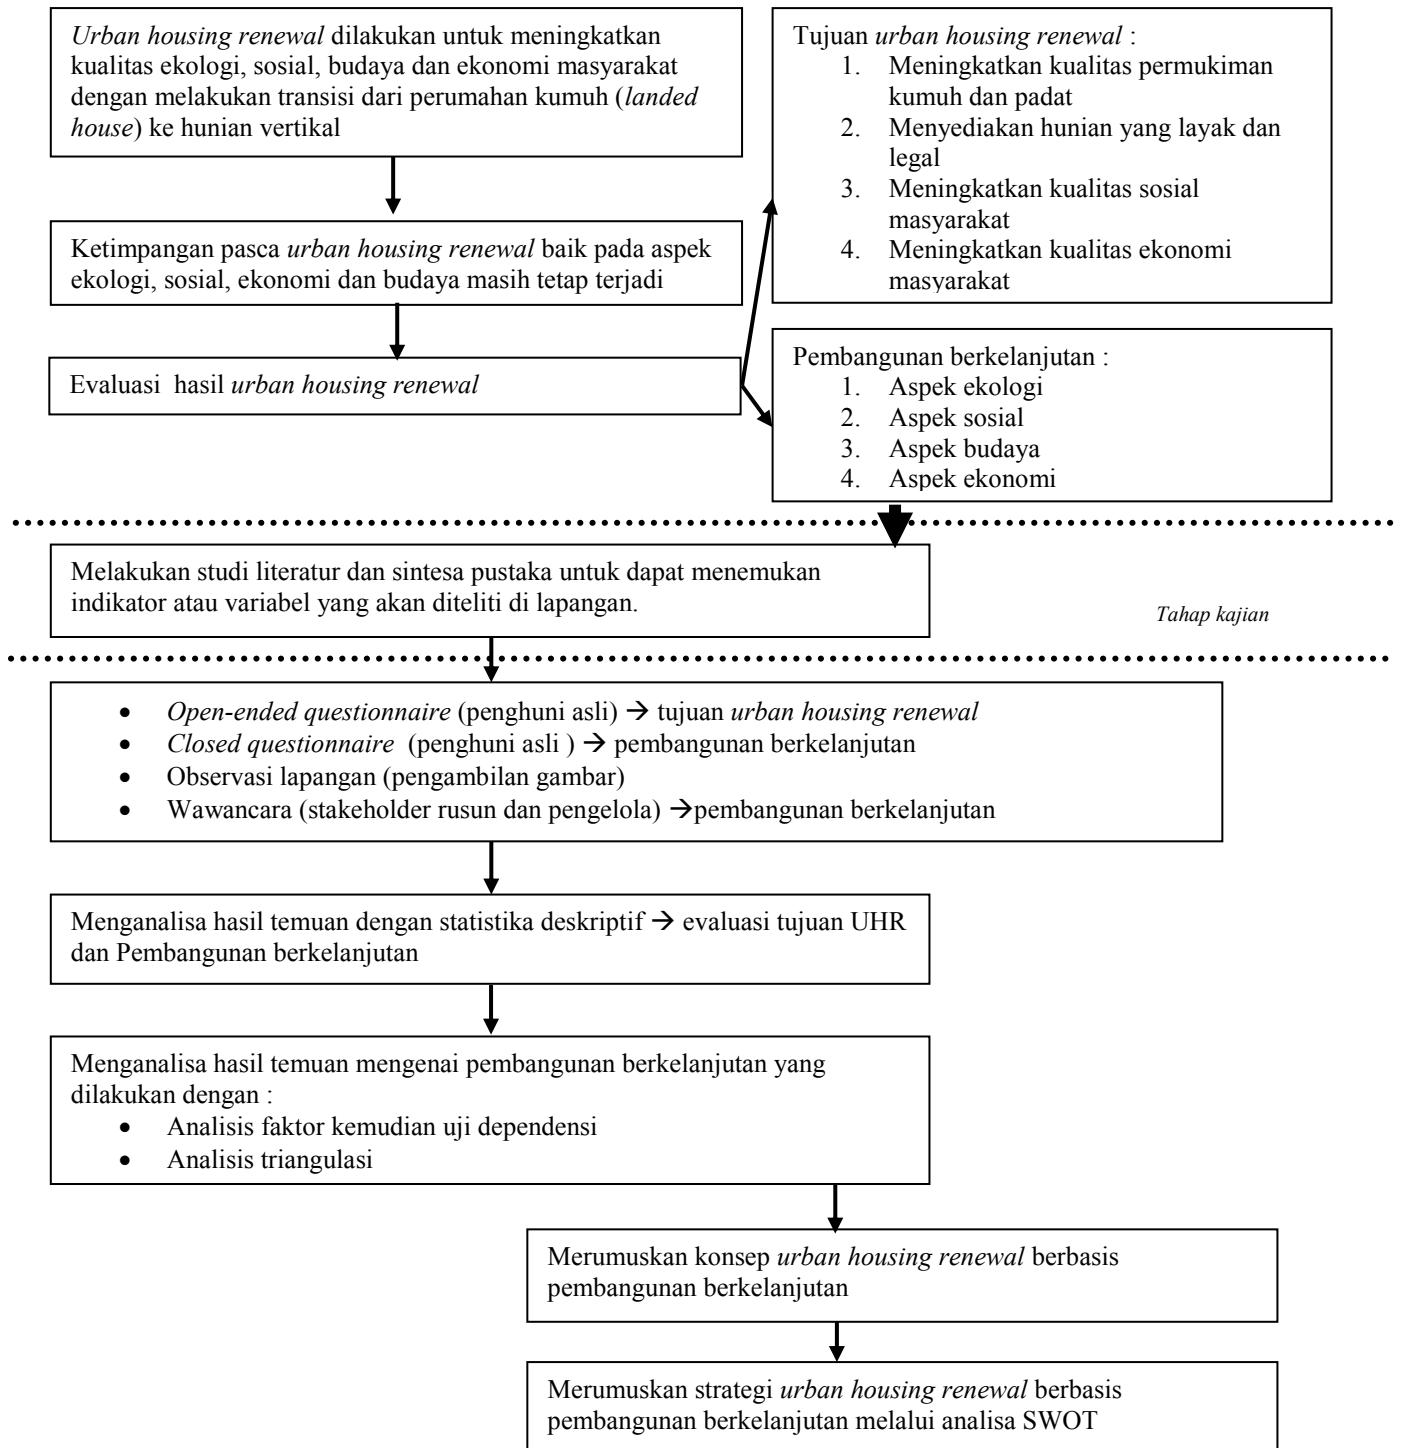 Urban housing renewal dilakukan untuk meningkatkan
kualitas ekologi, sosial, budaya dan ekonomi masyarakat
dengan melakukan transisi dari perumahan kumuh (landed
house) ke hunian vertikal
Ketimpangan pasca urban housing renewal baik pada aspek
ekologi, sosial, ekonomi dan budaya masih tetap terjadi
Evaluasi hasil urban housing renewal
Tujuan urban housing renewal :
1. Meningkatkan kualitas permukiman
kumuh dan padat
2. Menyediakan hunian yang layak dan
legal
3. Meningkatkan kualitas sosial
masyarakat
4. Meningkatkan kualitas ekonomi
masyarakat
Pembangunan berkelanjutan :
1. Aspek ekologi
2. Aspek sosial
3. Aspek budaya
4. Aspek ekonomi
Melakukan studi literatur dan sintesa pustaka untuk dapat menemukan
indikator atau variabel yang akan diteliti di lapangan.
Tahap kajian
• Open-ended questionnaire (penghuni asli) → tujuan urban housing renewal
• Closed questionnaire (penghuni asli ) → pembangunan berkelanjutan
• Observasi lapangan (pengambilan gambar)
• Wawancara (stakeholder rusun dan pengelola) →pembangunan berkelanjutan
Menganalisa hasil temuan dengan statistika deskriptif → evaluasi tujuan UHR
dan Pembangunan berkelanjutan
Menganalisa hasil temuan mengenai pembangunan berkelanjutan yang
dilakukan dengan :
• Analisis faktor kemudian uji dependensi
• Analisis triangulasi
Merumuskan konsep urban housing renewal berbasis
pembangunan berkelanjutan
Merumuskan strategi urban housing renewal berbasis
pembangunan berkelanjutan melalui analisa SWOT